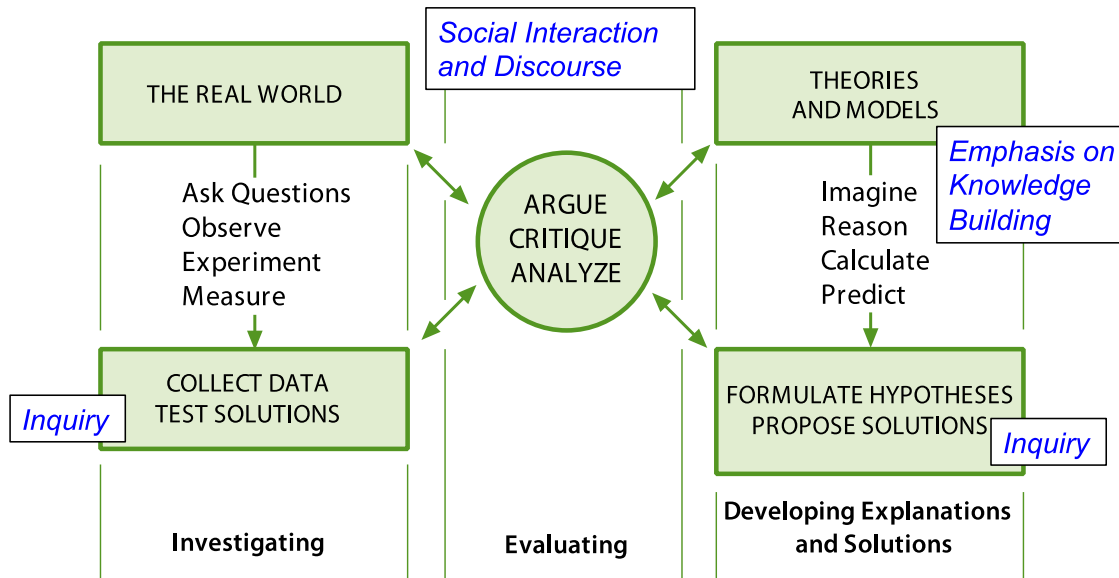 Social Interaction
and Discourse
THE REAL WORLD
THEORIES
AND MODELS
Emphasis on
Knowledge
Building
Ask Questions
Observe
Experiment
Measure
ARGUE
CRITIQUE
ANALYZE
Imagine
Reason
Calculate
Predict
COLLECT DATA
TEST SOLUTIONS
Inquiry
FORMULATE HYPOTHESES
PROPOSE SOLUTIONS
Inquiry
Investigating
Evaluating
Developing Explanations
and Solutions